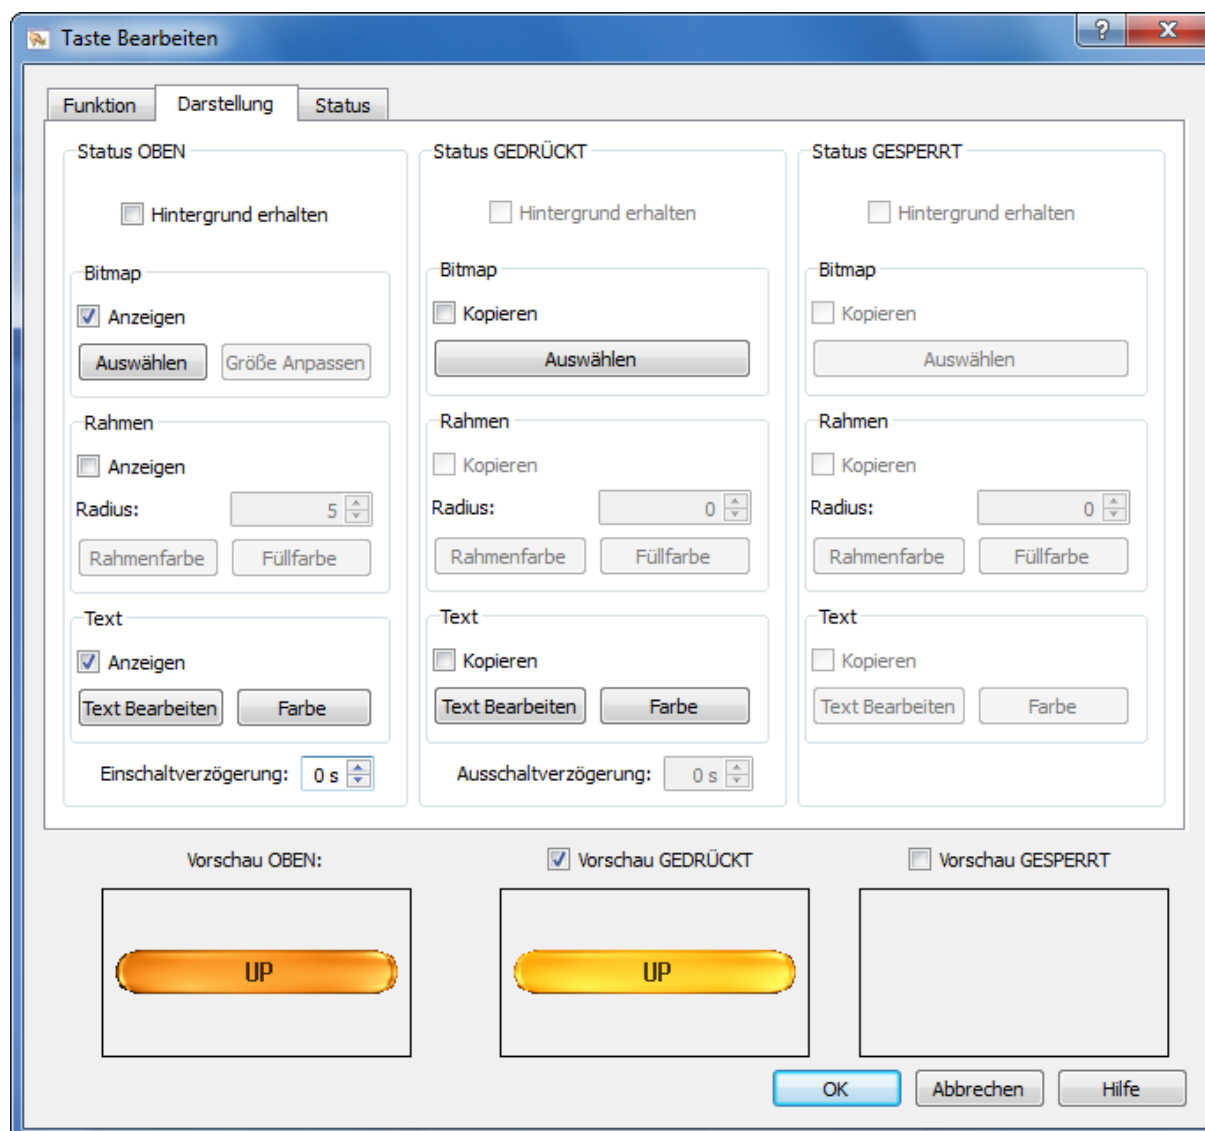 Taste Bearbeiten
?
Funktion Darstellung Status
Status OBEN
Hintergrund erhalten
Bitmap
Anzeigen
Auswählen Größe Anpassen
Rahmen
Anzeigen
Radius: 5
Rahmenfarbe Füllfarbe
Text
Anzeigen
Text Bearbeiten Farbe
Einschaltverzögerung: 0 s
Status GEDRÜCKT
Hintergrund erhalten
Bitmap
Kopieren
Auswählen
Rahmen
Kopieren
Radius: 0
Rahmenfarbe Füllfarbe
Text
Kopieren
Text Bearbeiten Farbe
Ausschaltverzögerung: 0 s
Status GESPERRT
Hintergrund erhalten
Bitmap
Kopieren
Auswählen
Rahmen
Kopieren
Radius: 0
Rahmenfarbe Füllfarbe
Text
Kopieren
Text Bearbeiten Farbe
Vorschau OBEN:
UP
Vorschau GEDRÜCKT
UP
Vorschau GESPERRT
OK Abbrechen Hilfe